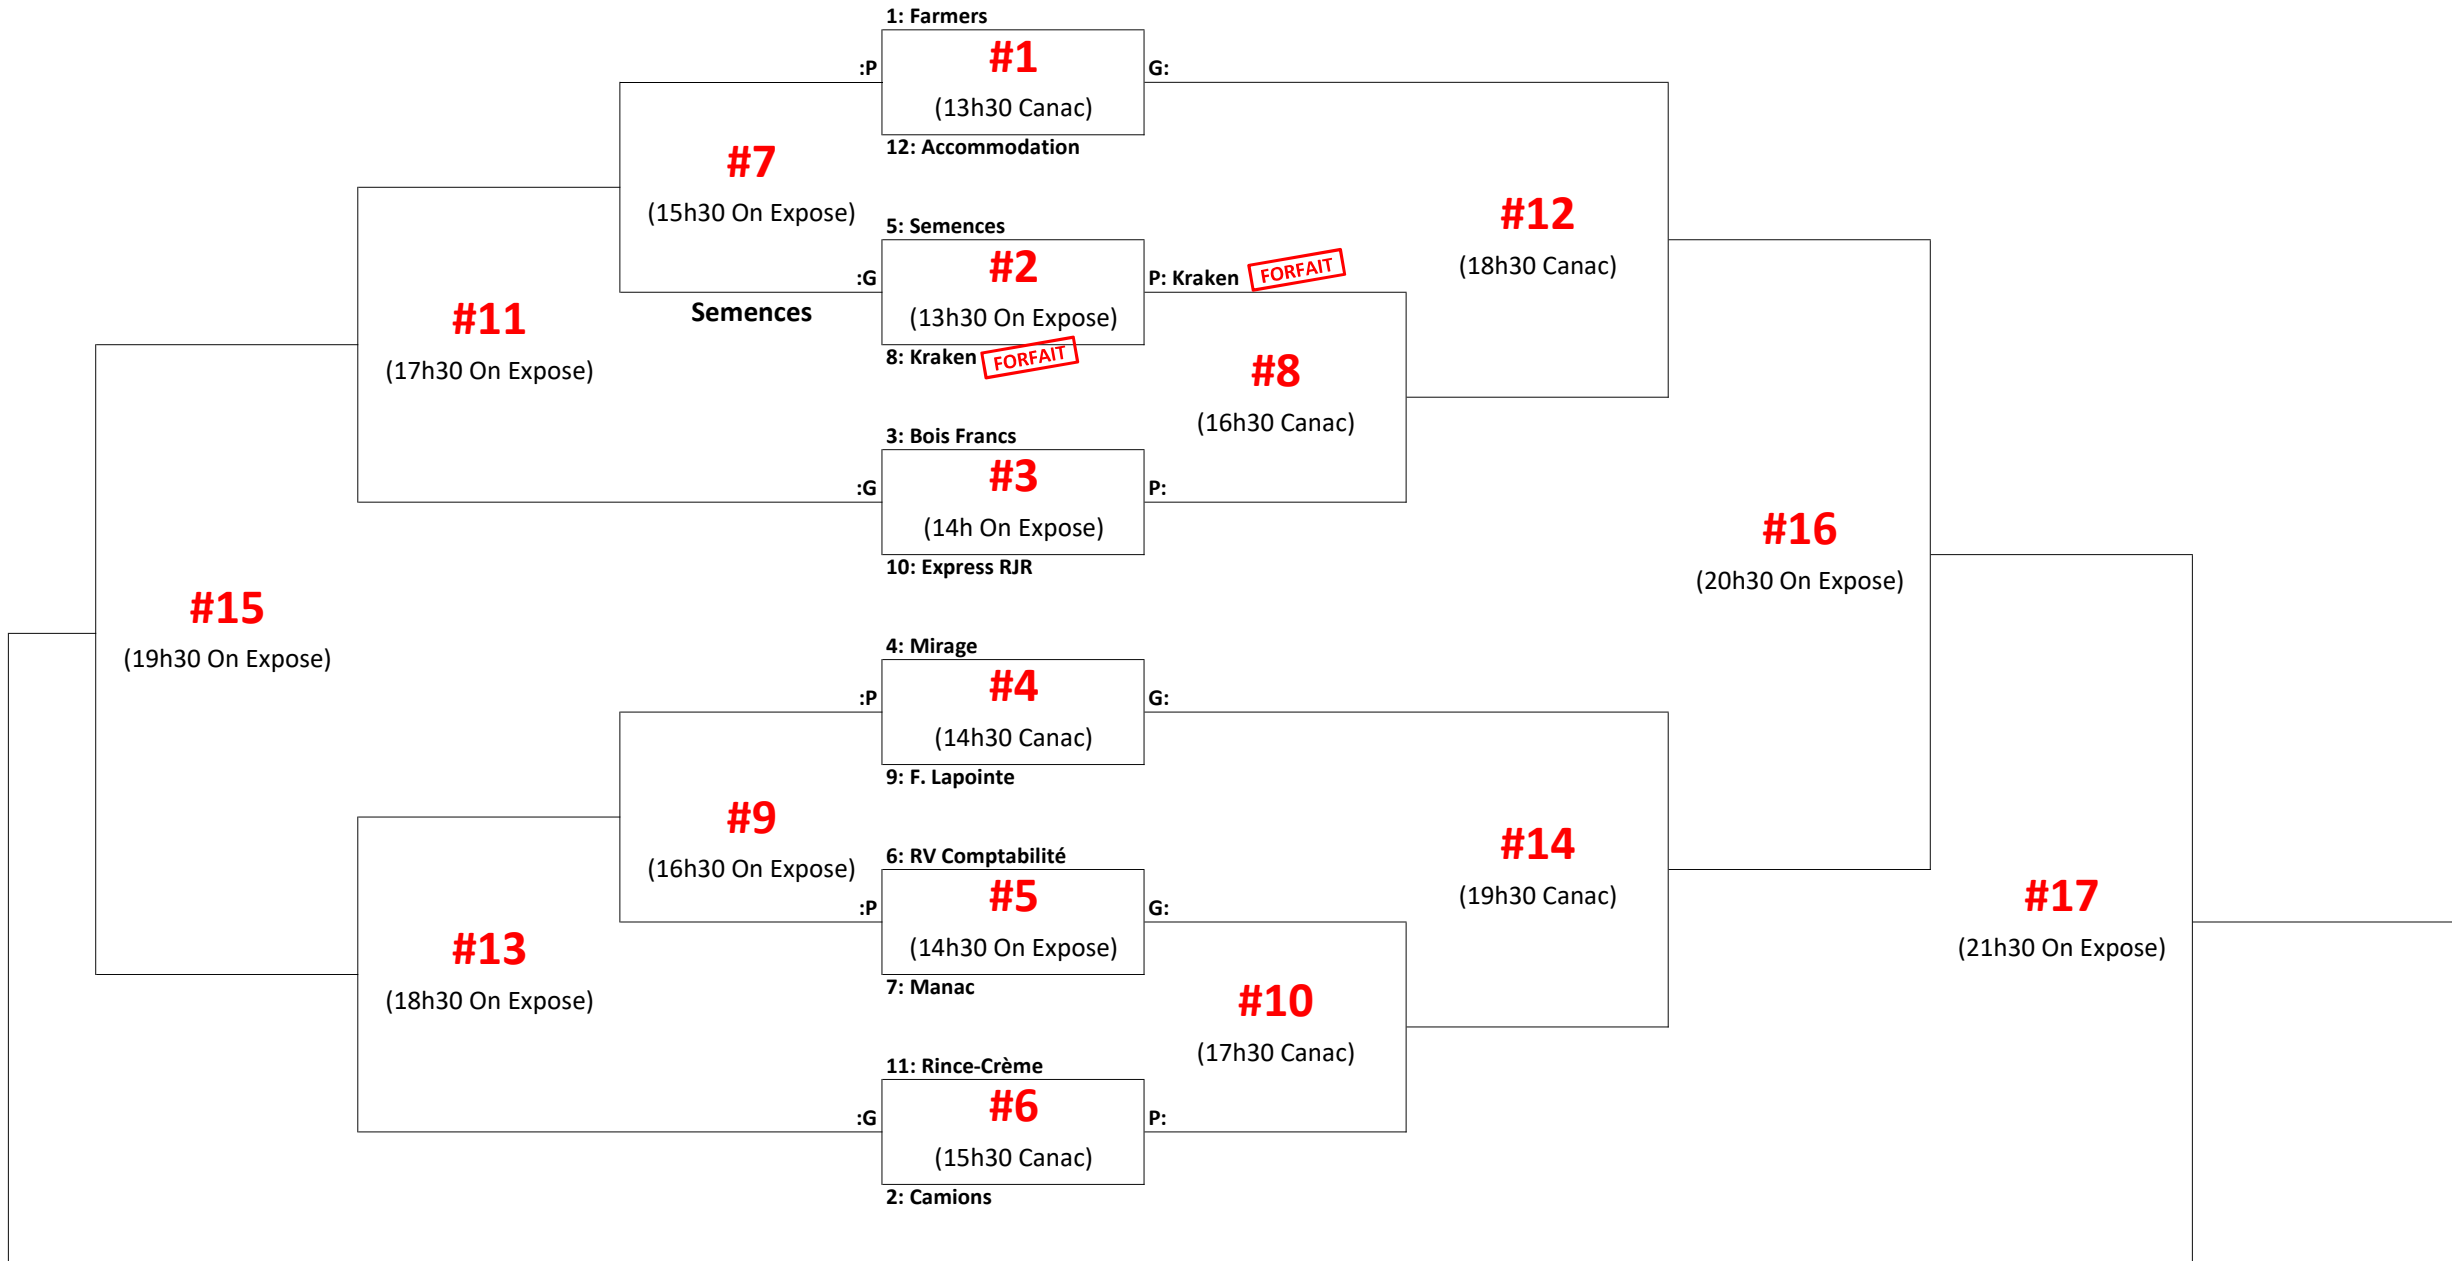 1: Farmers
:P
#1
G:
(13h30 Canac)
12: Accommodation
#7
(15h30 On Expose)
5: Semences
#12
(18h30 Canac)
:G
#2
P: Kraken FORFAIT
Semences
(13h30 On Expose)
8: Kraken FORFAIT
#11
(17h30 On Expose)
#8
(16h30 Canac)
3: Bois Francs
:G
#3
P:
(14h On Expose)
10: Express RJR
#16
(20h30 On Expose)
#15
(19h30 On Expose)
4: Mirage
:P
#4
G:
(14h30 Canac)
9: F. Lapointe
#9
(16h30 On Expose)
6: RV Comptabilité
#14
(19h30 Canac)
:P
#5
G:
(14h30 On Expose)
7: Manac
#17
(21h30 On Expose)
#13
(18h30 On Expose)
#10
(17h30 Canac)
11: Rince-Crème
:G
#6
P:
(15h30 Canac)
2: Camions